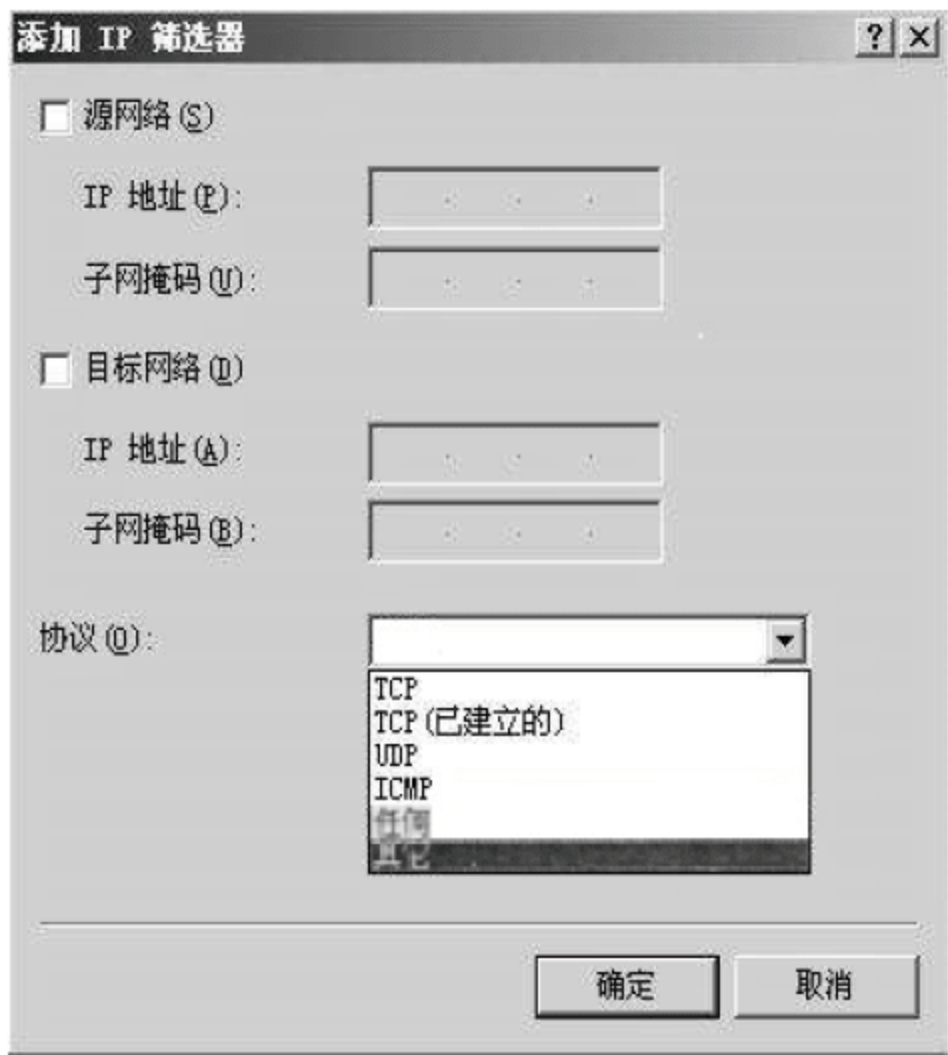 添加 IP 筛选器
源网络(S)
IP 地址(P):
子网掩码(U):
目标网络(D)
IP 地址(A):
子网掩码(B):
协议(O):
TCP
TCP(已建立的)
UDP
ICMP
任何
其它
确定
取消